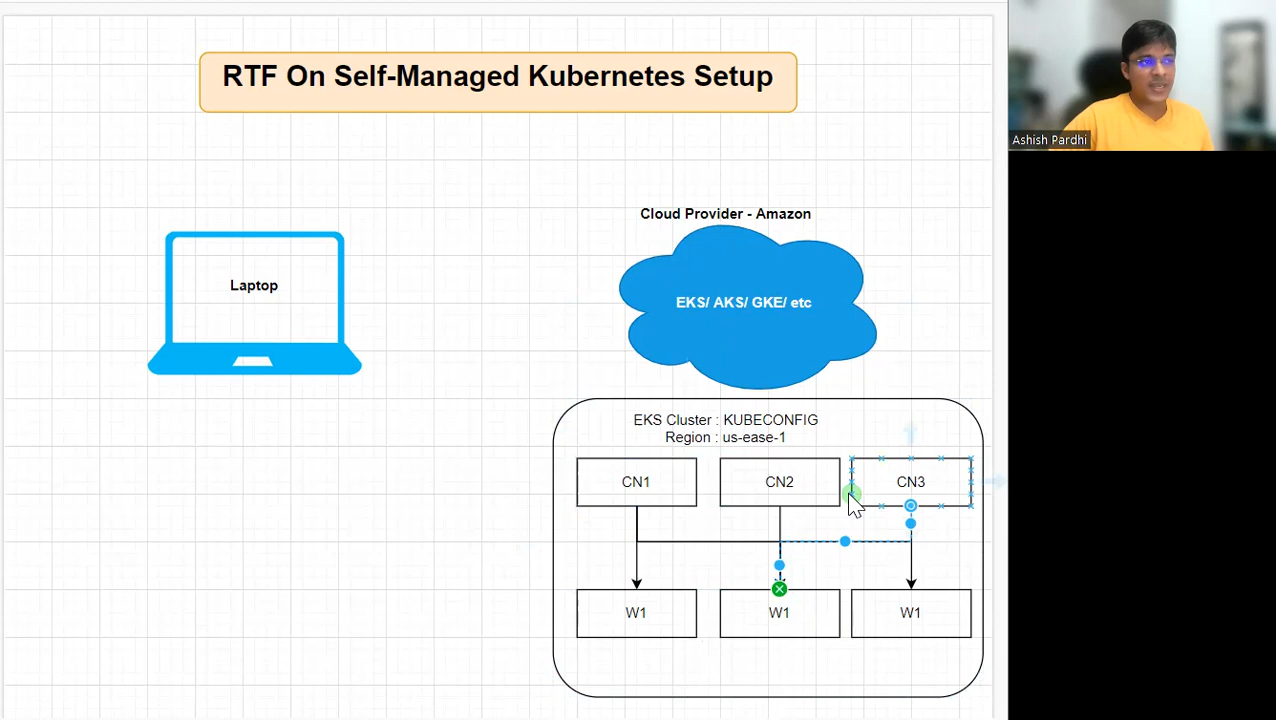 RTF On Self-Managed Kubernetes Setup
Ashish Pardhi
Cloud Provider - Amazon
Laptop
EKS/ AKS/ GKE/ etc
EKS Cluster : KUBECONFIG
Region : us-ease-1
CN1
CN2
CN3
W1
W1
W1